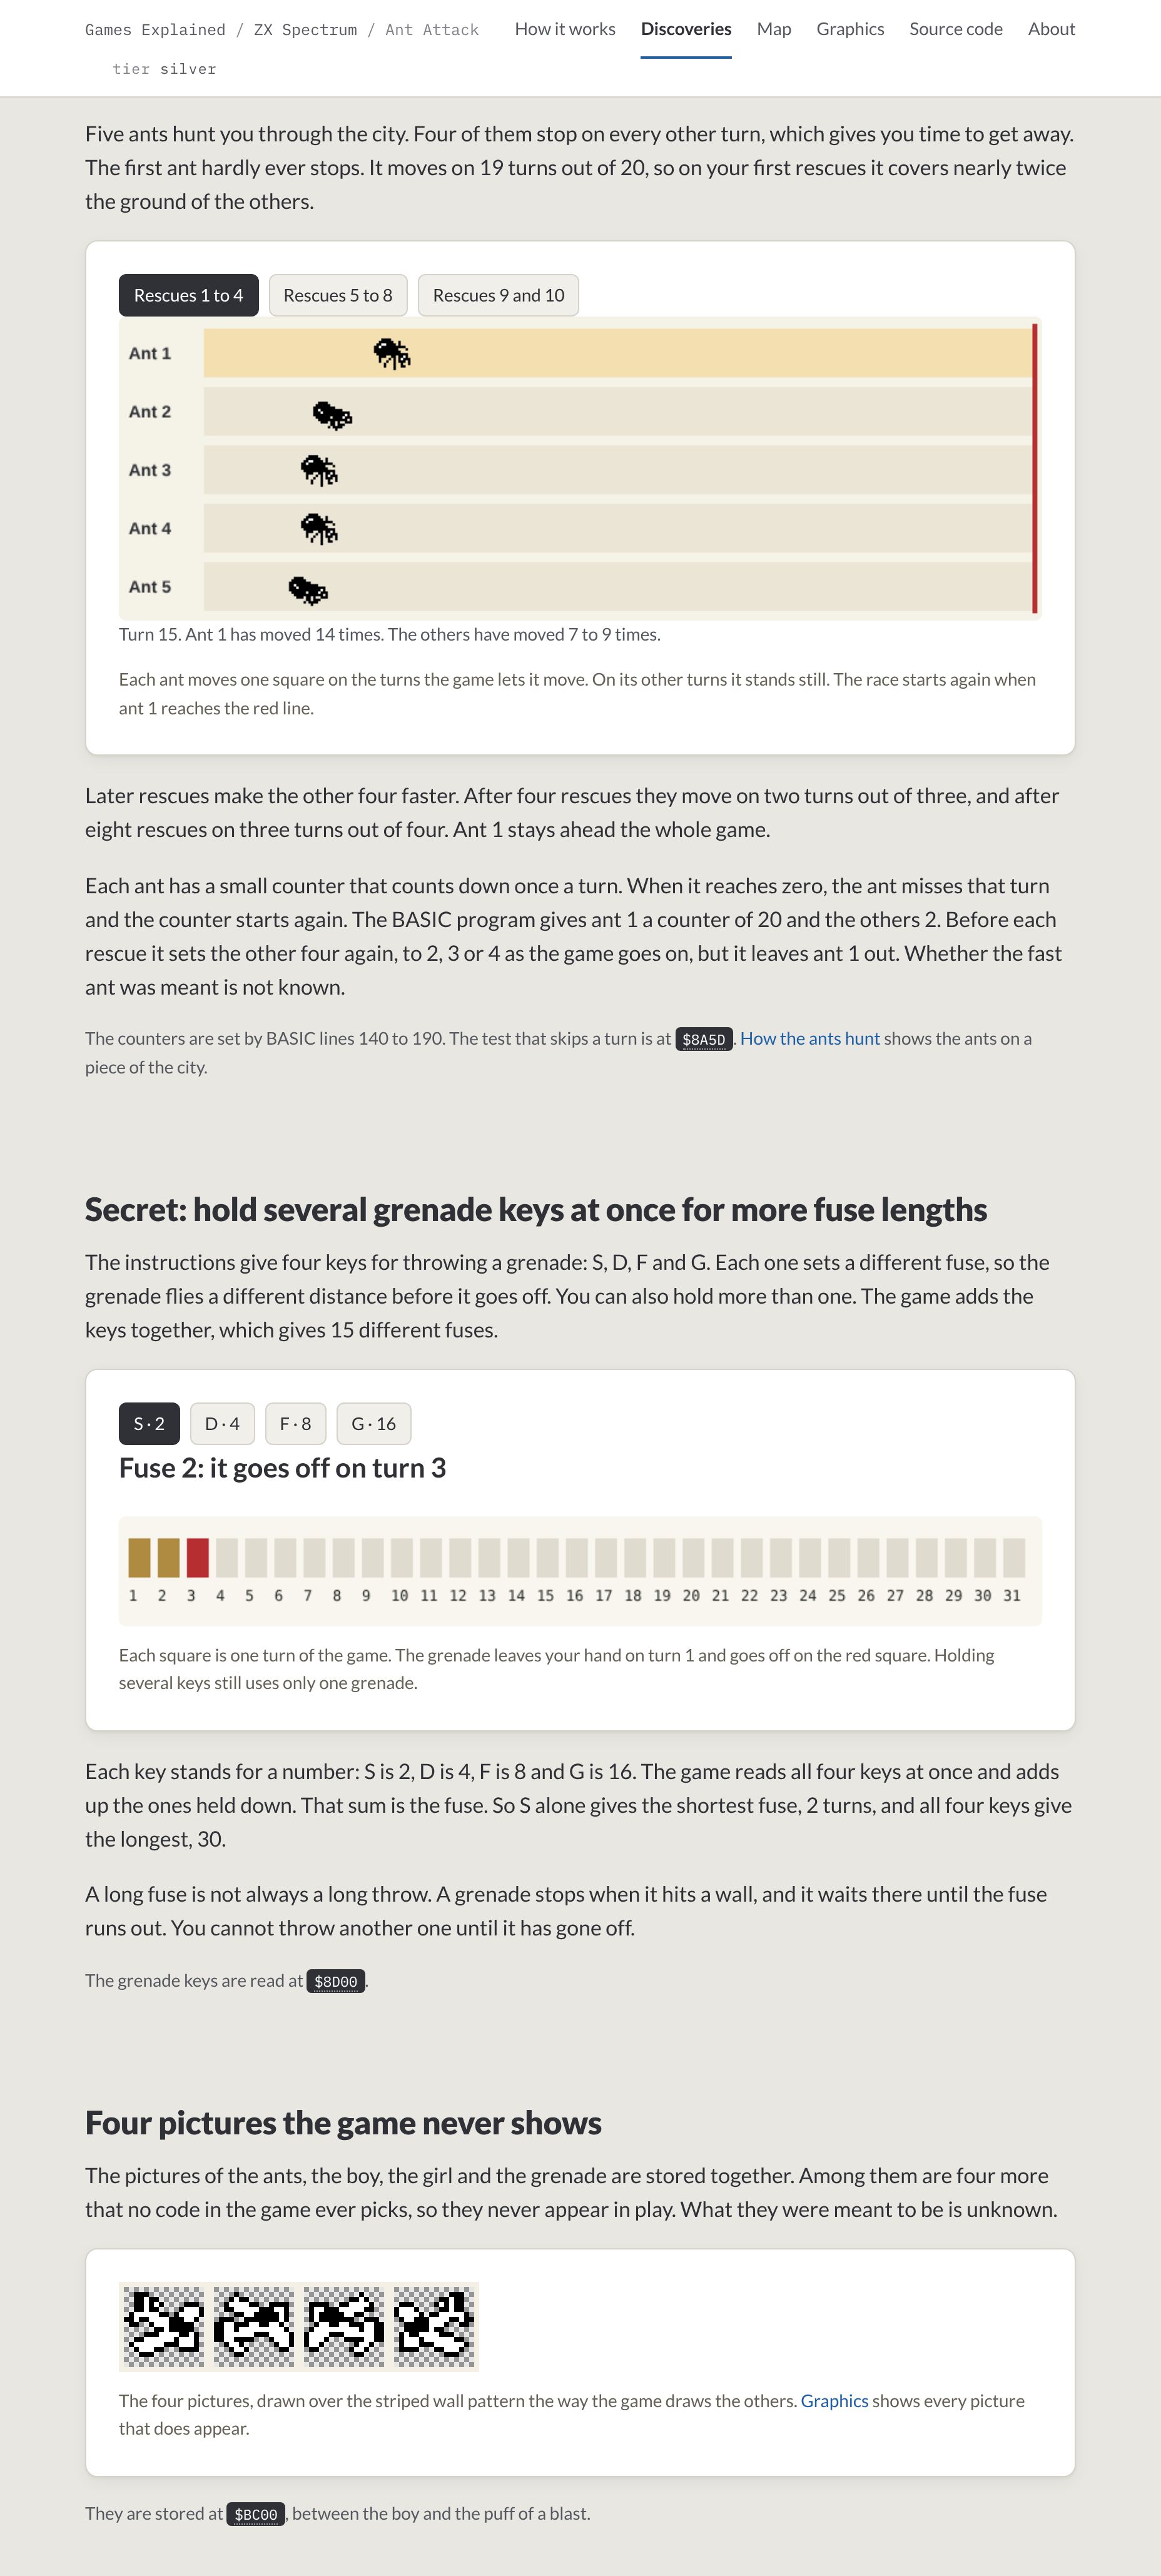 Games Explained / ZX Spectrum / Ant Attack
How it works
Discoveries
Map
Graphics
Source code
About
tier silver
Five ants hunt you through the city. Four of them stop on every other turn, which gives you time to get away.
The first ant hardly ever stops. It moves on 19 turns out of 20, so on your first rescues it covers nearly twice
the ground of the others.
Rescues 1 to 4
Rescues 5 to 8
Rescues 9 and 10
Ant 1
Ant 2
Ant 3
Ant 4
Ant 5
Turn 15. Ant 1 has moved 14 times. The others have moved 7 to 9 times.
Each ant moves one square on the turns the game lets it move. On its other turns it stands still. The race starts again when
ant 1 reaches the red line.
Later rescues make the other four faster. After four rescues they move on two turns out of three, and after
eight rescues on three turns out of four. Ant 1 stays ahead the whole game.
Each ant has a small counter that counts down once a turn. When it reaches zero, the ant misses that turn
and the counter starts again. The BASIC program gives ant 1 a counter of 20 and the others 2. Before each
rescue it sets the other four again, to 2, 3 or 4 as the game goes on, but it leaves ant 1 out. Whether the fast
ant was meant is not known.
The counters are set by BASIC lines 140 to 190. The test that skips a turn is at $8A5D. How the ants hunt shows the ants on a
piece of the city.
Secret: hold several grenade keys at once for more fuse lengths
The instructions give four keys for throwing a grenade: S, D, F and G. Each one sets a different fuse, so the
grenade flies a different distance before it goes off. You can also hold more than one. The game adds the
keys together, which gives 15 different fuses.
S · 2
D · 4
F · 8
G · 16
Fuse 2: it goes off on turn 3
1 2 3 4 5 6 7 8 9 10 11 12 13 14 15 16 17 18 19 20 21 22 23 24 25 26 27 28 29 30 31
Each square is one turn of the game. The grenade leaves your hand on turn 1 and goes off on the red square. Holding
several keys still uses only one grenade.
Each key stands for a number: S is 2, D is 4, F is 8 and G is 16. The game reads all four keys at once and adds
up the ones held down. That sum is the fuse. So S alone gives the shortest fuse, 2 turns, and all four keys give
the longest, 30.
A long fuse is not always a long throw. A grenade stops when it hits a wall, and it waits there until the fuse
runs out. You cannot throw another one until it has gone off.
The grenade keys are read at $8D00.
Four pictures the game never shows
The pictures of the ants, the boy, the girl and the grenade are stored together. Among them are four more
that no code in the game ever picks, so they never appear in play. What they were meant to be is unknown.
The four pictures, drawn over the striped wall pattern the way the game draws the others. Graphics shows every picture
that does appear.
They are stored at $BC00, between the boy and the puff of a blast.